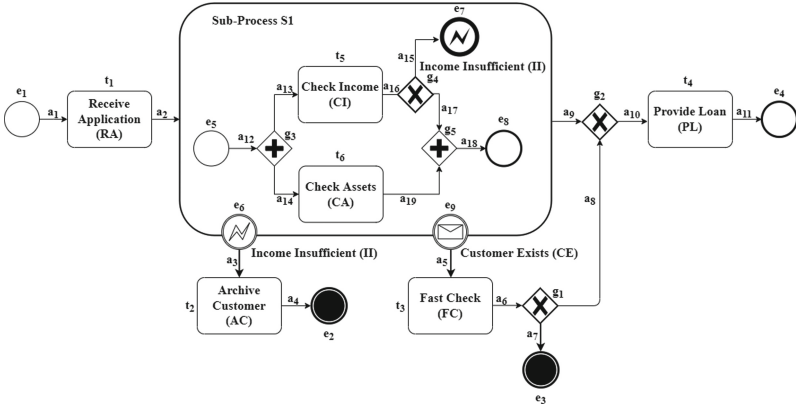 Sub-Process S1
e7
t5
a15
Income Insufficient (II)
t1
t4
e1
a13
Check Income
(CI)
a16
g4
g2
Receive
Application
(RA)
e5
a17
e8
Provide Loan
(PL)
e4
a1
a2
a12
g3
g5
a9
a10
a11
t6
a18
Check Assets
(CA)
a14
a19
a8
e6
e9
Income Insufficient (II)
Customer Exists (CE)
a3
a5
t2
Archive
Customer
(AC)
a4
e2
t3
Fast Check
(FC)
a6
g1
a7
e3